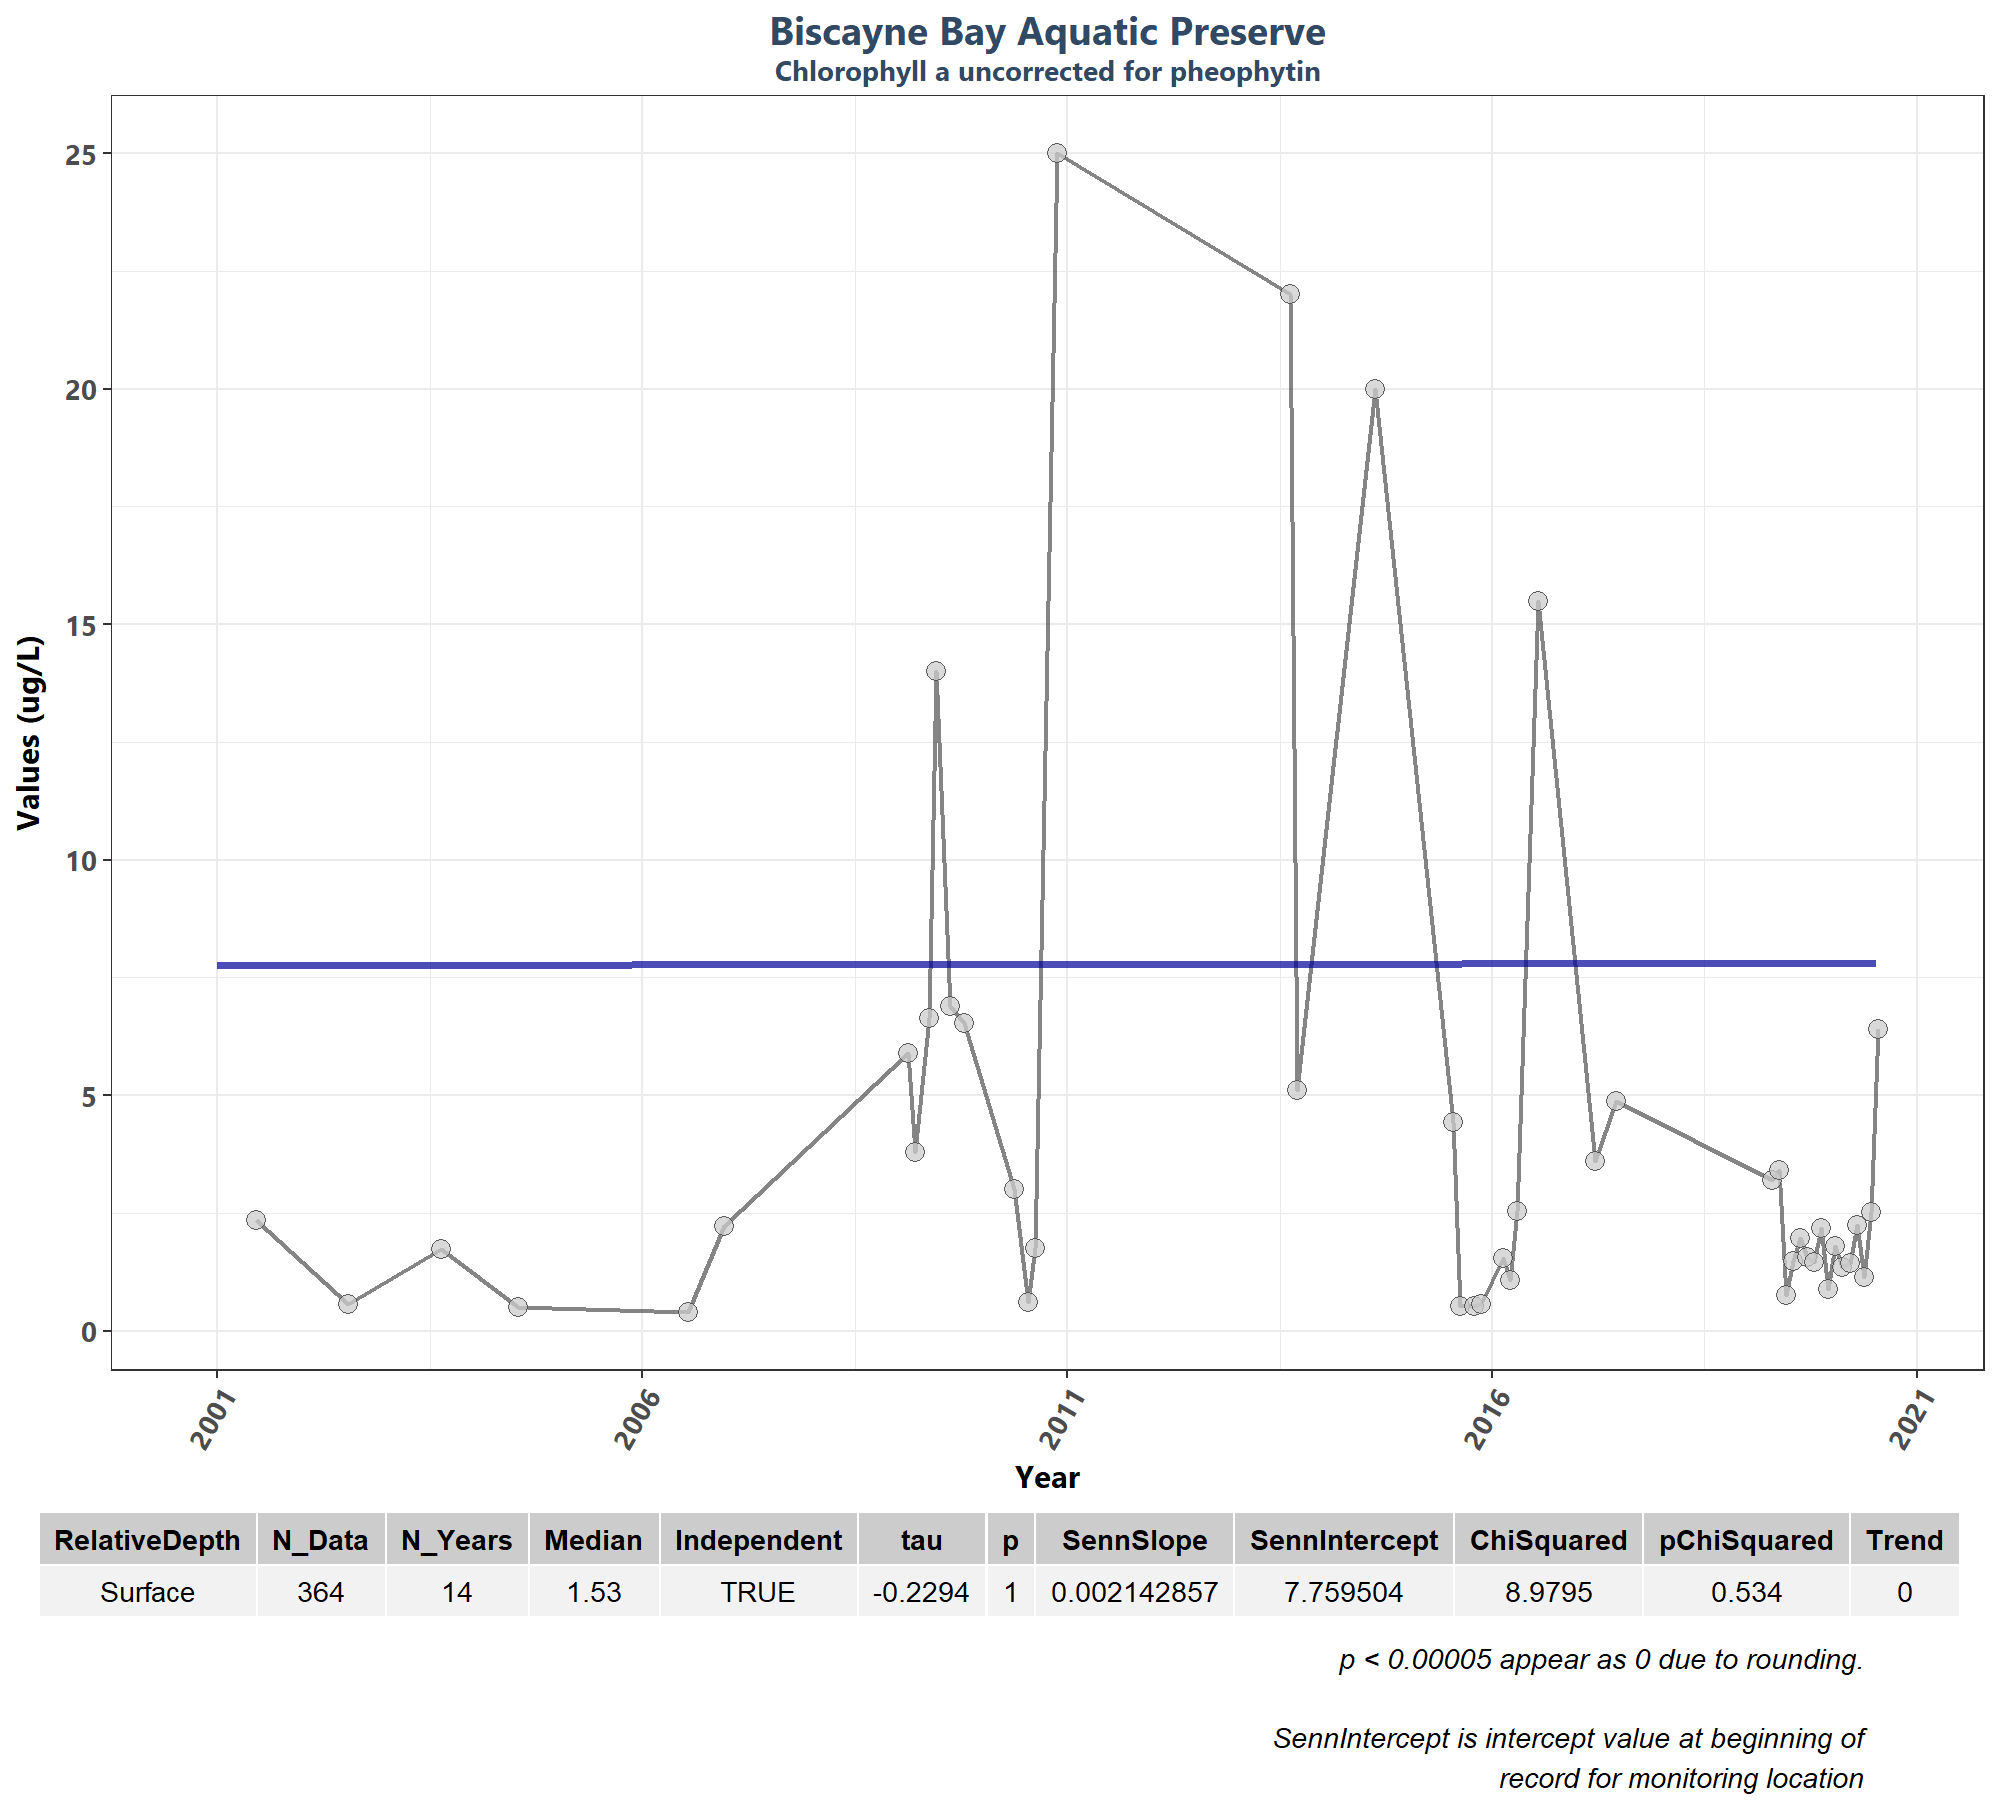 Biscayne Bay Aquatic Preserve
Chlorophyll a uncorrected for pheophytin
Values (ug/L)
25
20
15
10
5
0
2001 2006 2011 2016 2021
Year
RelativeDepth N_Data N_Years Median Independent tau p SennSlope SennIntercept ChiSquared pChiSquared Trend
Surface 364 14 1.53 TRUE -0.2294 1 0.002142857 7.759504 8.9795 0.534 0
p < 0.00005 appear as 0 due to rounding.
SennIntercept is intercept value at beginning of
record for monitoring location